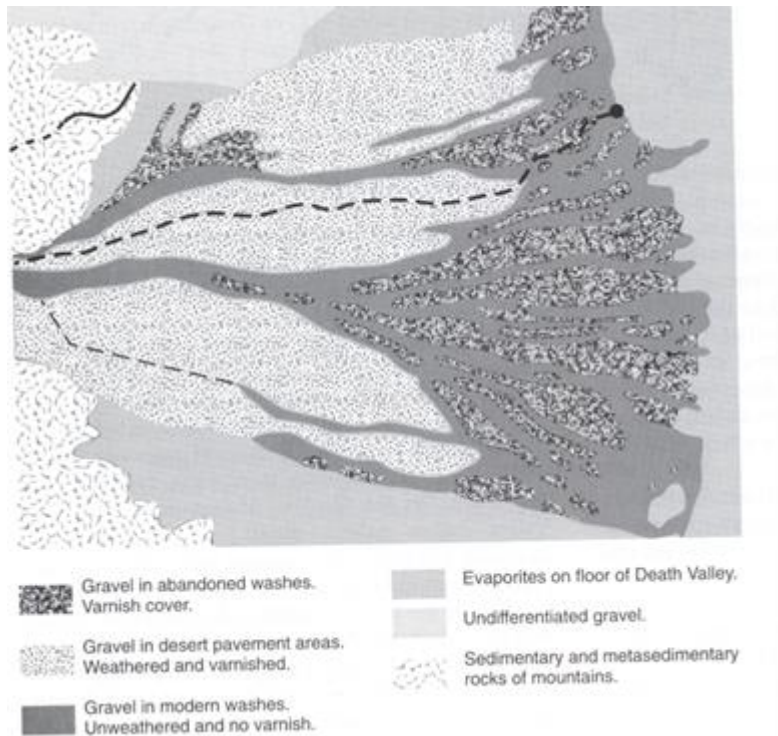 Gravel in abandoned washes.
Varnish cover.
Gravel in desert pavement areas.
Weathered and varnished.
Gravel in modern washes.
Unweathered and no varnish.
Evaporites on floor of Death Valley.
Undifferentiated gravel.
Sedimentary and metasedimentary
rocks of mountains.